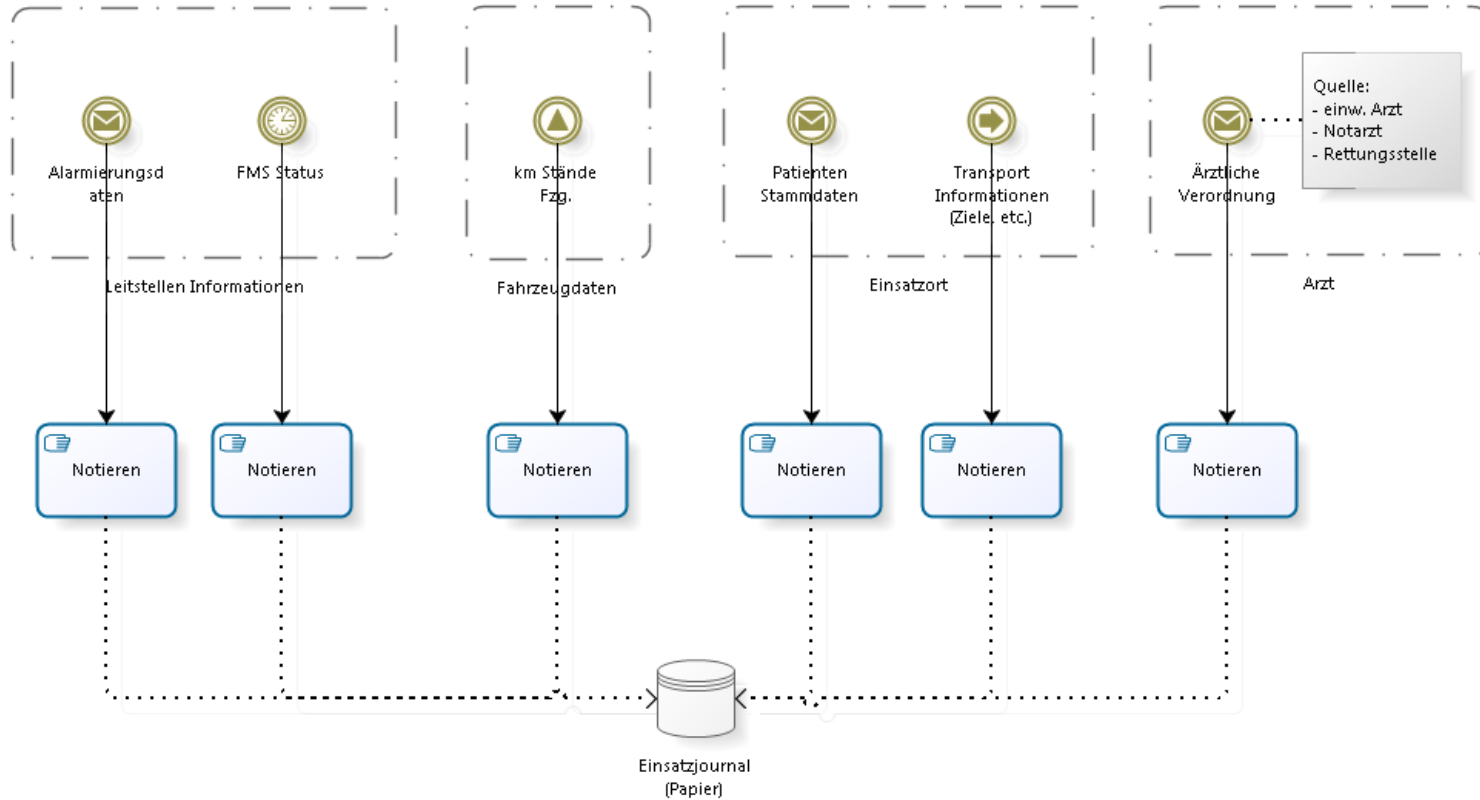 Quelle:
- einw. Arzt
- Notarzt
- Rettungsstelle
Alarmierungsd
aten
FMS Status
km Stände
Fzg.
Patienten
Stammdaten
Transport
Informationen
(Ziele, etc.)
Ärztliche
Verordnung
Leitstellen Informationen
Fahrzeugdaten
Einsatzort
Arzt
Notieren
Notieren
Notieren
Notieren
Notieren
Notieren
Einsatzjournal
(Papier)